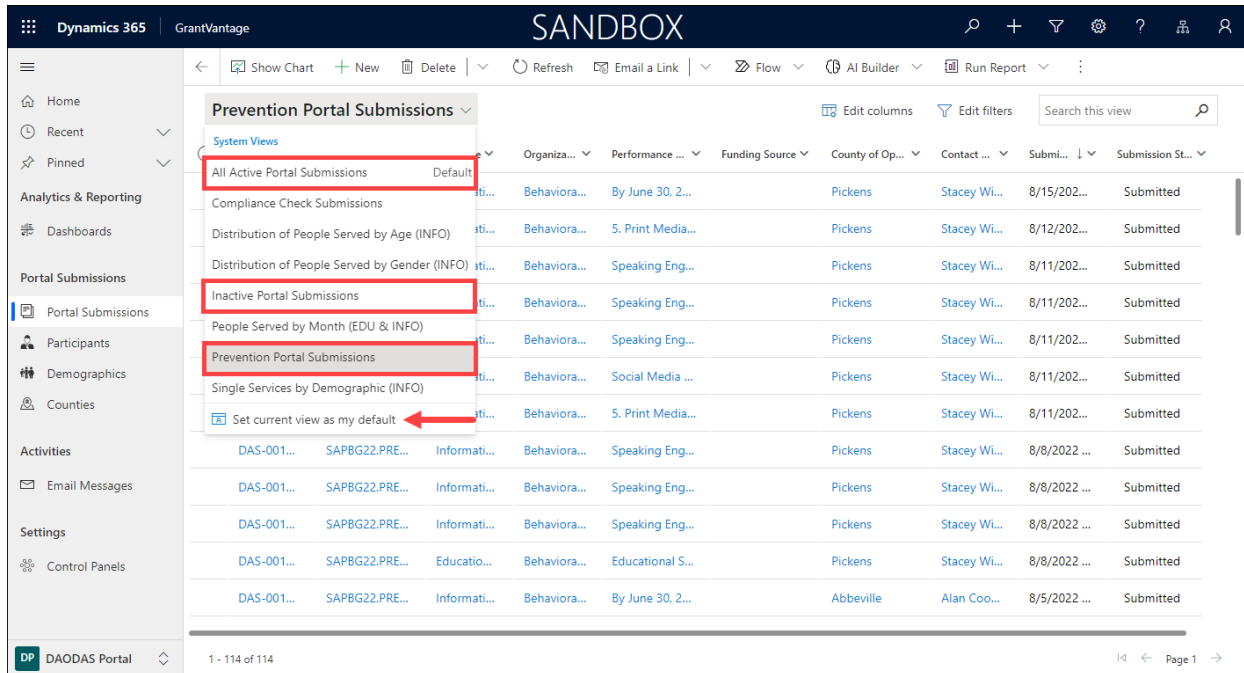 Dynamics 365 GrantVantage SANDBOX
Show Chart New Delete Refresh Email a Link Flow AI Builder Run Report
Home
Recent
Pinned
Analytics & Reporting
Dashboards
Portal Submissions
Portal Submissions
Participants
Demographics
Counties
Activities
Email Messages
Settings
Control Panels
DP DAODAS Portal
Prevention Portal Submissions Edit columns Edit filters Search this view
System Views
All Active Portal Submissions Default
Compliance Check Submissions
Distribution of People Served by Age (INFO)
Distribution of People Served by Gender (INFO)
Inactive Portal Submissions
People Served by Month (EDU & INFO)
Prevention Portal Submissions
Single Services by Demographic (INFO)
Set current view as my default
Organiza... Performance ... Funding Source County of Op... Contact ... Submi... Submission St...
Behaviora... By June 30, 2... Pickens Stacey Wi... 8/15/202... Submitted
Behaviora... 5. Print Media... Pickens Stacey Wi... 8/12/202... Submitted
Behaviora... Speaking Eng... Pickens Stacey Wi... 8/11/202... Submitted
Behaviora... Speaking Eng... Pickens Stacey Wi... 8/11/202... Submitted
Behaviora... Speaking Eng... Pickens Stacey Wi... 8/11/202... Submitted
Behaviora... Social Media ... Pickens Stacey Wi... 8/11/202... Submitted
Behaviora... 5. Print Media... Pickens Stacey Wi... 8/11/202... Submitted
DAS-001... SAPBG22.PRE... Informati... Behaviora... Speaking Eng... Pickens Stacey Wi... 8/8/2022 ... Submitted
DAS-001... SAPBG22.PRE... Informati... Behaviora... Speaking Eng... Pickens Stacey Wi... 8/8/2022 ... Submitted
DAS-001... SAPBG22.PRE... Informati... Behaviora... Speaking Eng... Pickens Stacey Wi... 8/8/2022 ... Submitted
DAS-001... SAPBG22.PRE... Educatio... Behaviora... Educational S... Pickens Stacey Wi... 8/8/2022 ... Submitted
DAS-001... SAPBG22.PRE... Informati... Behaviora... By June 30, 2... Abbeville Alan Coo... 8/5/2022 ... Submitted
1 - 114 of 114 Page 1